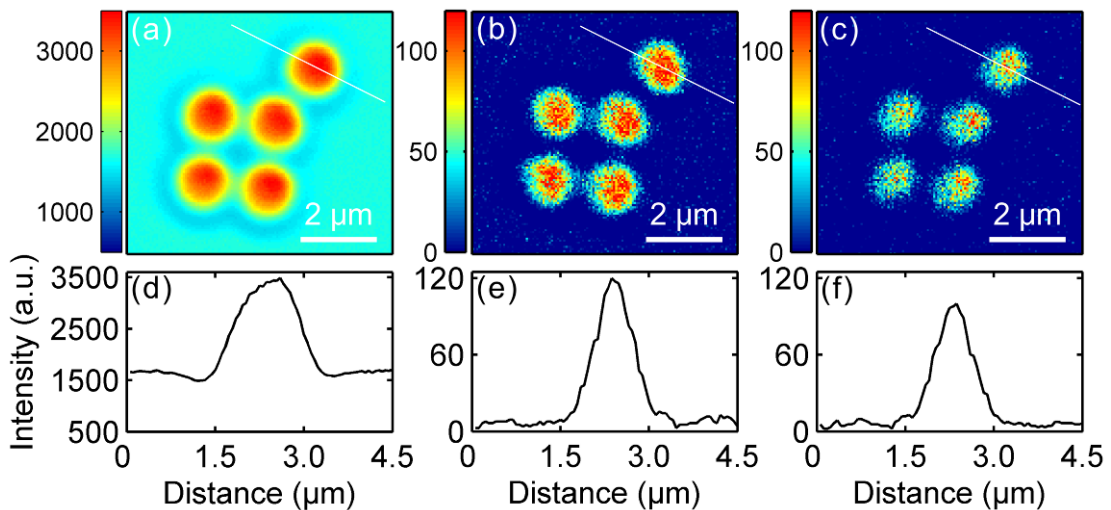 3000
2000
1000
(a)
2 μm
100
50
0
(b)
2 μm
100
50
0
(c)
2 μm
Intensity (a.u.)
3500
2500
1500
500
(d)
0 1.5 3.0 4.5
Distance (μm)
120
60
0
(e)
0 1.5 3.0 4.5
Distance (μm)
120
60
0
(f)
0 1.5 3.0 4.5
Distance (μm)